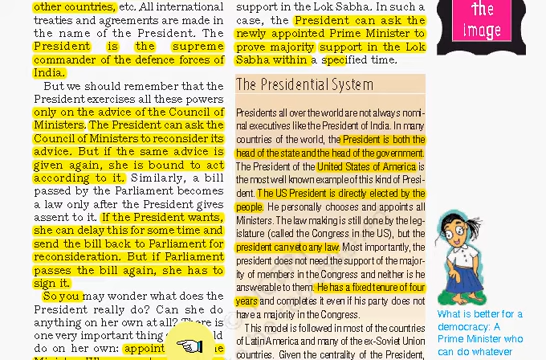 other countries, etc. All international
treaties and agreements are made in
the name of the President. The
President is the supreme
commander of the defence forces of
India.
But we should remember that the
President exercises all these powers
only on the advice of the Council of
Ministers. The President can ask the
Council of Ministers to reconsider its
advice. But if the same advice is
given again, she is bound to act
according to it. Similarly, a bill
passed by the Parliament becomes
a law only after the President gives
assent to it. If the President wants,
she can delay this for some time and
send the bill back to Parliament for
reconsideration. But if Parliament
passes the bill again, she has to
sign it.
So you may wonder what does the
President really do? Can she do
anything on her own at all? There is
one very important thing
do on her own: appoint
support in the Lok Sabha. In such a
case, the President can ask the
newly appointed Prime Minister to
prove majority support in the Lok
Sabha within a specified time.
The Presidential System
Presidents all over the world are not always nomi-
nal executives like the President of India. In many
countries of the world, the President is both the
head of the state and the head of the government.
The President of the United States of America is
the most well known example of this kind of Presi-
dent. The US President is directly elected by the
people. He personally chooses and appoints all
Ministers. The law making is still done by the leg-
islature (called the Congress in the US), but the
president can veto any law. Most importantly, the
president does not need the support of the major-
ity of members in the Congress and neither is he
answerable to them. He has a fixed tenure of four
years and completes it even if his party does not
have a majority in the Congress.
This model is followed in most of the countries
of Latin America and many of the ex-Soviet Union
countries. Given the centrality of the President,
the
image
What is better for a
democracy: A
Prime Minister who
can do whatever